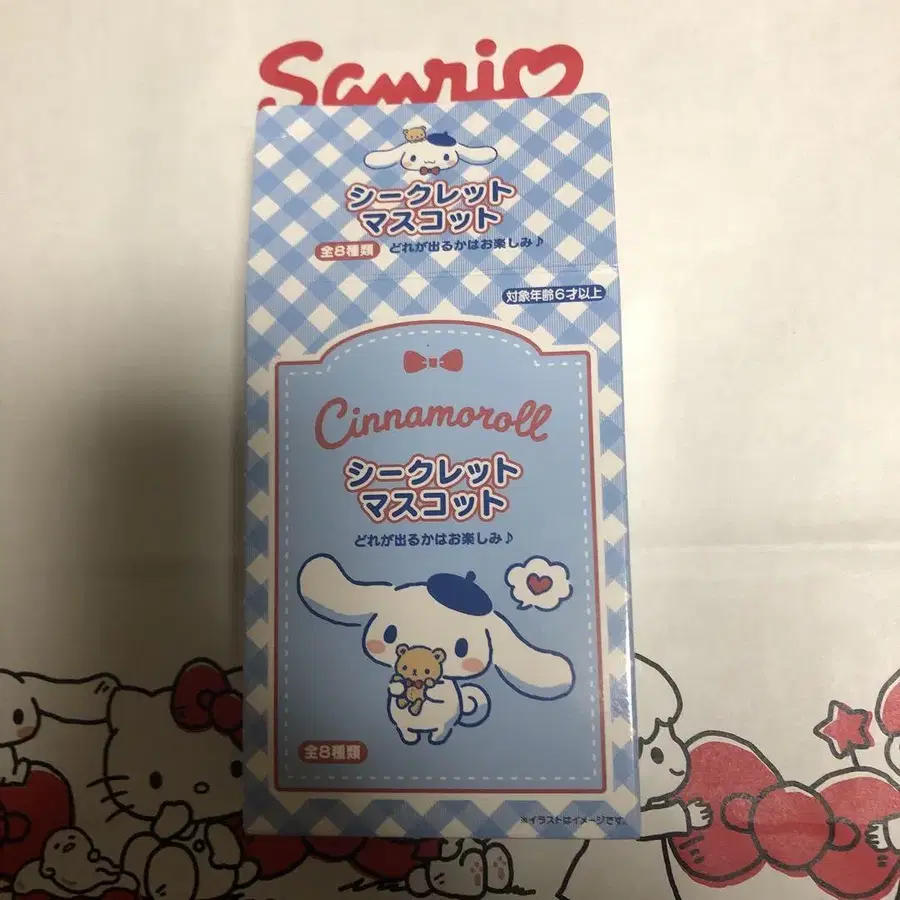 Sanrio
シークレット
マスコット
全8種類 どれが出るかはお楽しみ♪
対象年齢6才以上
Cinnamoroll
シークレット
マスコット
どれが出るかはお楽しみ♪
全8種類
※イラストはイメージです。